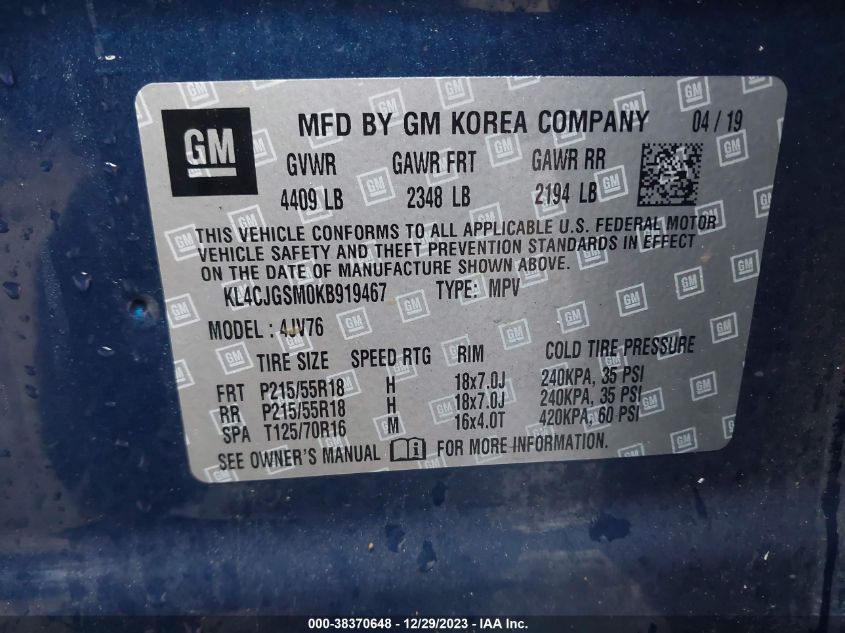 GM MFD BY GM KOREA COMPANY 04 / 19
GVWR GAWR FRT GAWR RR
4409 LB 2348 LB 2194 LB
THIS VEHICLE CONFORMS TO ALL APPLICABLE U.S. FEDERAL MOTOR
VEHICLE SAFETY AND THEFT PREVENTION STANDARDS IN EFFECT
ON THE DATE OF MANUFACTURE SHOWN ABOVE.
KL4CJGSM0KB919467 TYPE: MPV
MODEL : 4JV76
TIRE SIZE SPEED RTG RIM COLD TIRE PRESSURE
FRT P215/55R18 H 18x7.0J 240KPA, 35 PSI
RR P215/55R18 H 18x7.0J 240KPA, 35 PSI
SPA T125/70R16 M 16x4.0T 420KPA, 60 PSI
SEE OWNER'S MANUAL FOR MORE INFORMATION.
000-38370648 - 12/29/2023 - IAA Inc.